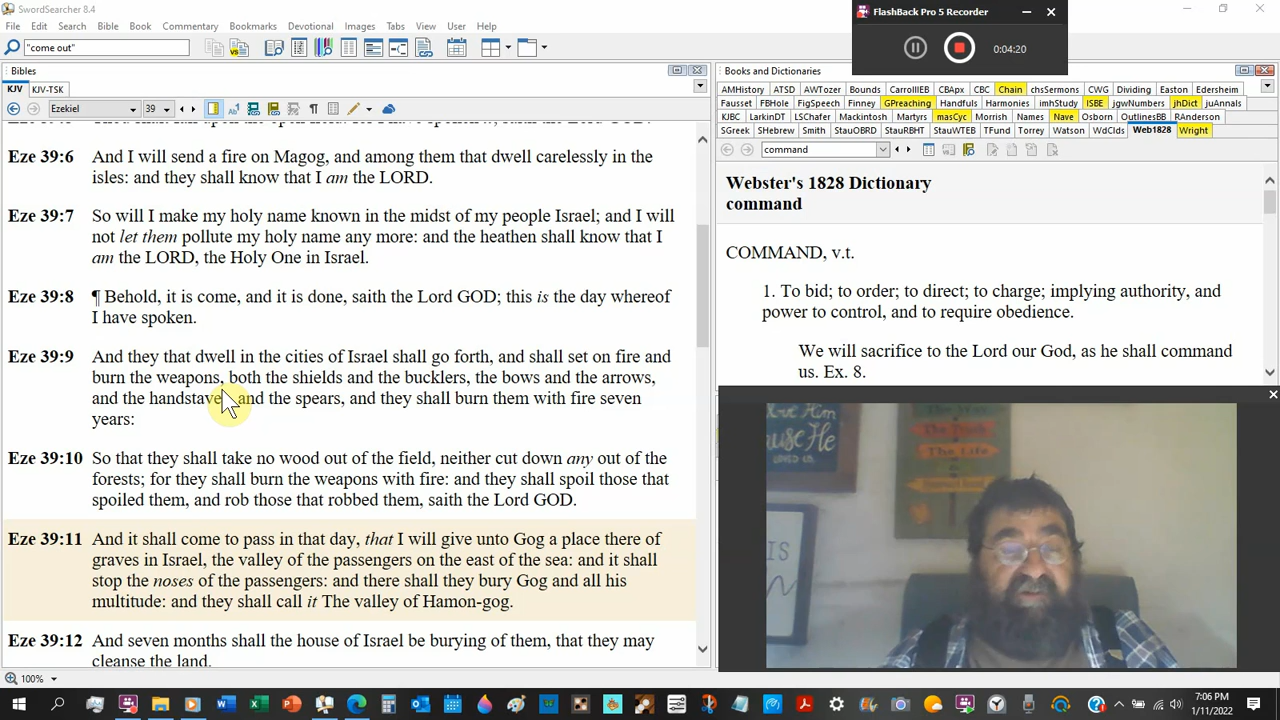 SwordSearcher 8.4
File Edit Search Bible Book Commentary Bookmarks Devotional Images Tabs View User Help
"come out"
FlashBack Pro 5 Recorder
0:04:20
Bibles
KJV KJV-TSK
Ezekiel 39
Eze 39:6 And I will send a fire on Magog, and among them that dwell carelessly in the
isles: and they shall know that I am the LORD.
Eze 39:7 So will I make my holy name known in the midst of my people Israel; and I will
not let them pollute my holy name any more: and the heathen shall know that I
am the LORD, the Holy One in Israel.
Eze 39:8 ¶ Behold, it is come, and it is done, saith the Lord GOD; this is the day whereof
I have spoken.
Eze 39:9 And they that dwell in the cities of Israel shall go forth, and shall set on fire and
burn the weapons, both the shields and the bucklers, the bows and the arrows,
and the handstave and the spears, and they shall burn them with fire seven
years:
Eze 39:10 So that they shall take no wood out of the field, neither cut down any out of the
forests; for they shall burn the weapons with fire: and they shall spoil those that
spoiled them, and rob those that robbed them, saith the Lord GOD.
Eze 39:11 And it shall come to pass in that day, that I will give unto Gog a place there of
graves in Israel, the valley of the passengers on the east of the sea: and it shall
stop the noses of the passengers: and there shall they bury Gog and all his
multitude: and they shall call it The valley of Hamon-gog.
Eze 39:12 And seven months shall the house of Israel be burying of them, that they may
cleanse the land.
100%
Books and Dictionaries
AMHistory ATSD AWTozer Bounds CarrollEB CBApx CBC Chain chsSermons CWG Dividing Easton Edersheim
Fausset FBHole FigSpeech Finney GPreaching Handfuls Harmonies imhStudy ISBE jgwNumbers jhDict juAnnals
KJBC Larkin01 LSChafer Mackintosh Martyrs masCyc Morrish Names Nave Osborn OutlinesBB RAnderson
SGreek SHebrew Smith StauOBRD StauRBHT StauWTEB TFund Torrey Watson WdClds Web1828 Wright
command
Webster's 1828 Dictionary
command
COMMAND, v.t.
1. To bid; to order; to direct; to charge; implying authority, and
power to control, and to require obedience.
We will sacrifice to the Lord our God, as he shall command
us. Ex. 8.
Love Him
cause He
The Way
The Truth
The Life
7:06 PM
1/11/2022